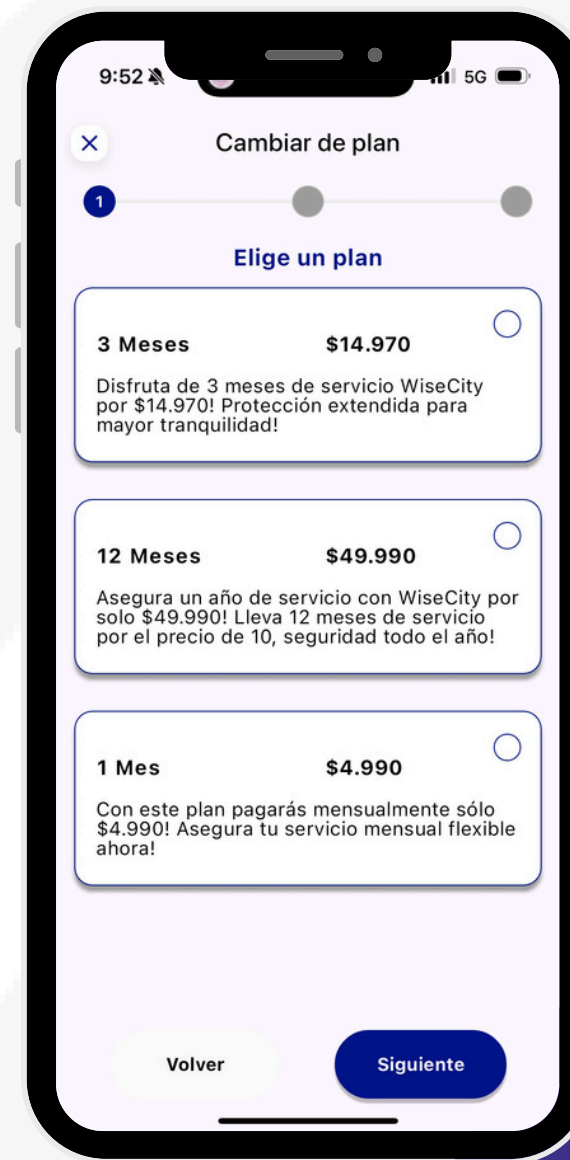 9:52
5G
Cambiar de plan
1
Elige un plan
3 Meses $14.970
Disfruta de 3 meses de servicio WiseCity
por $14.970! Protección extendida para
mayor tranquilidad!
12 Meses $49.990
Asegura un año de servicio con WiseCity por
solo $49.990! Lleva 12 meses de servicio
por el precio de 10, seguridad todo el año!
1 Mes $4.990
Con este plan pagarás mensualmente sólo
$4.990! Asegura tu servicio mensual flexible
ahora!
Volver Siguiente